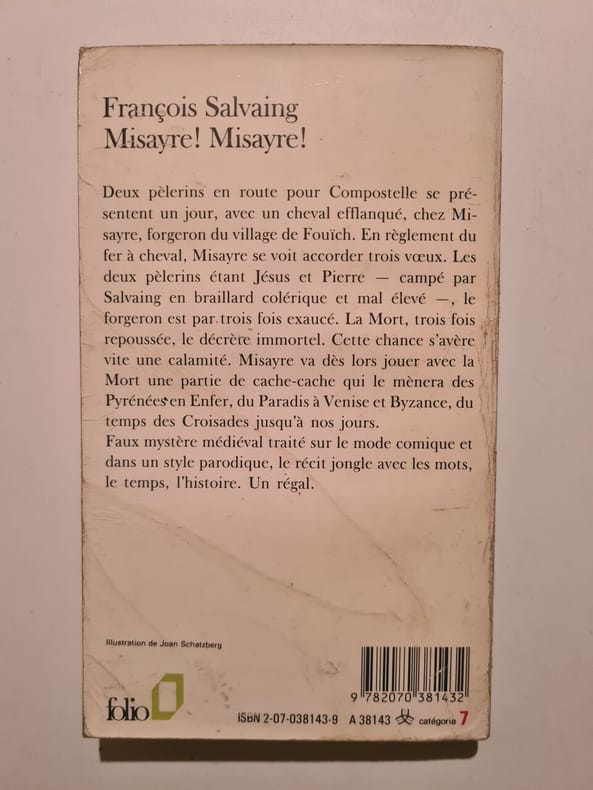 François Salvaing
Misayre! Misayre!
Deux pèlerins en route pour Compostelle se pré-
sentent un jour, avec un cheval efflanqué, chez Mi-
sayre, forgeron du village de Fouïch. En règlement du
fer à cheval, Misayre se voit accorder trois vœux. Les
deux pèlerins étant Jésus et Pierre — campé par
Salvaing en braillard colérique et mal élevé —, le
forgeron est par trois fois exaucé. La Mort, trois fois
repoussée, le décrète immortel. Cette chance s'avère
vite une calamité. Misayre va dès lors jouer avec la
Mort une partie de cache-cache qui le mènera des
Pyrénées en Enfer, du Paradis à Venise et Byzance, du
temps des Croisades jusqu'à nos jours.
Faux mystère médiéval traité sur le mode comique et
dans un style parodique, le récit jongle avec les mots,
le temps, l'histoire. Un régal.
Illustration de Joan Schatzberg
9 782070 381432
folio
ISBN 2-07-038143-9 A 38143 catégorie 7